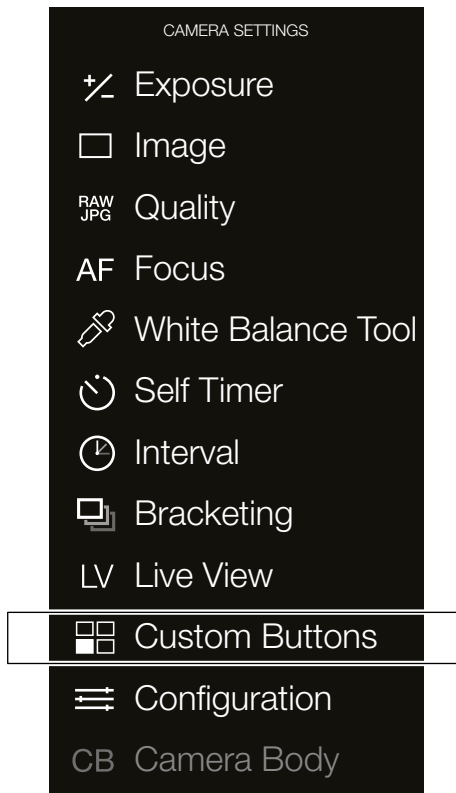 CAMERA SETTINGS
Exposure
Image
RAW
JPG Quality
AF Focus
White Balance Tool
Self Timer
Interval
Bracketing
LV Live View
Custom Buttons
Configuration
CB Camera Body